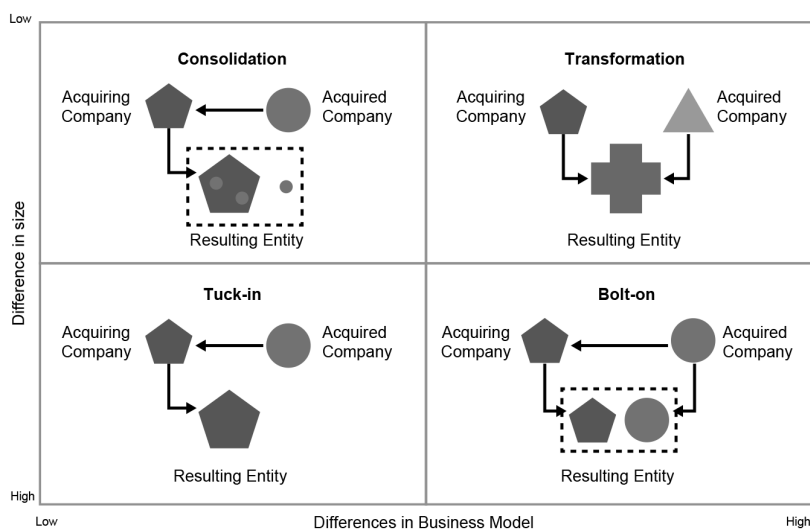 Low
Consolidation
Acquiring
Company
Acquired
Company
Resulting Entity
Transformation
Acquiring
Company
Acquired
Company
Resulting Entity
Difference in size
Tuck-in
Acquiring
Company
Acquired
Company
Resulting Entity
Bolt-on
Acquiring
Company
Acquired
Company
Resulting Entity
High
Low
Differences in Business Model
High